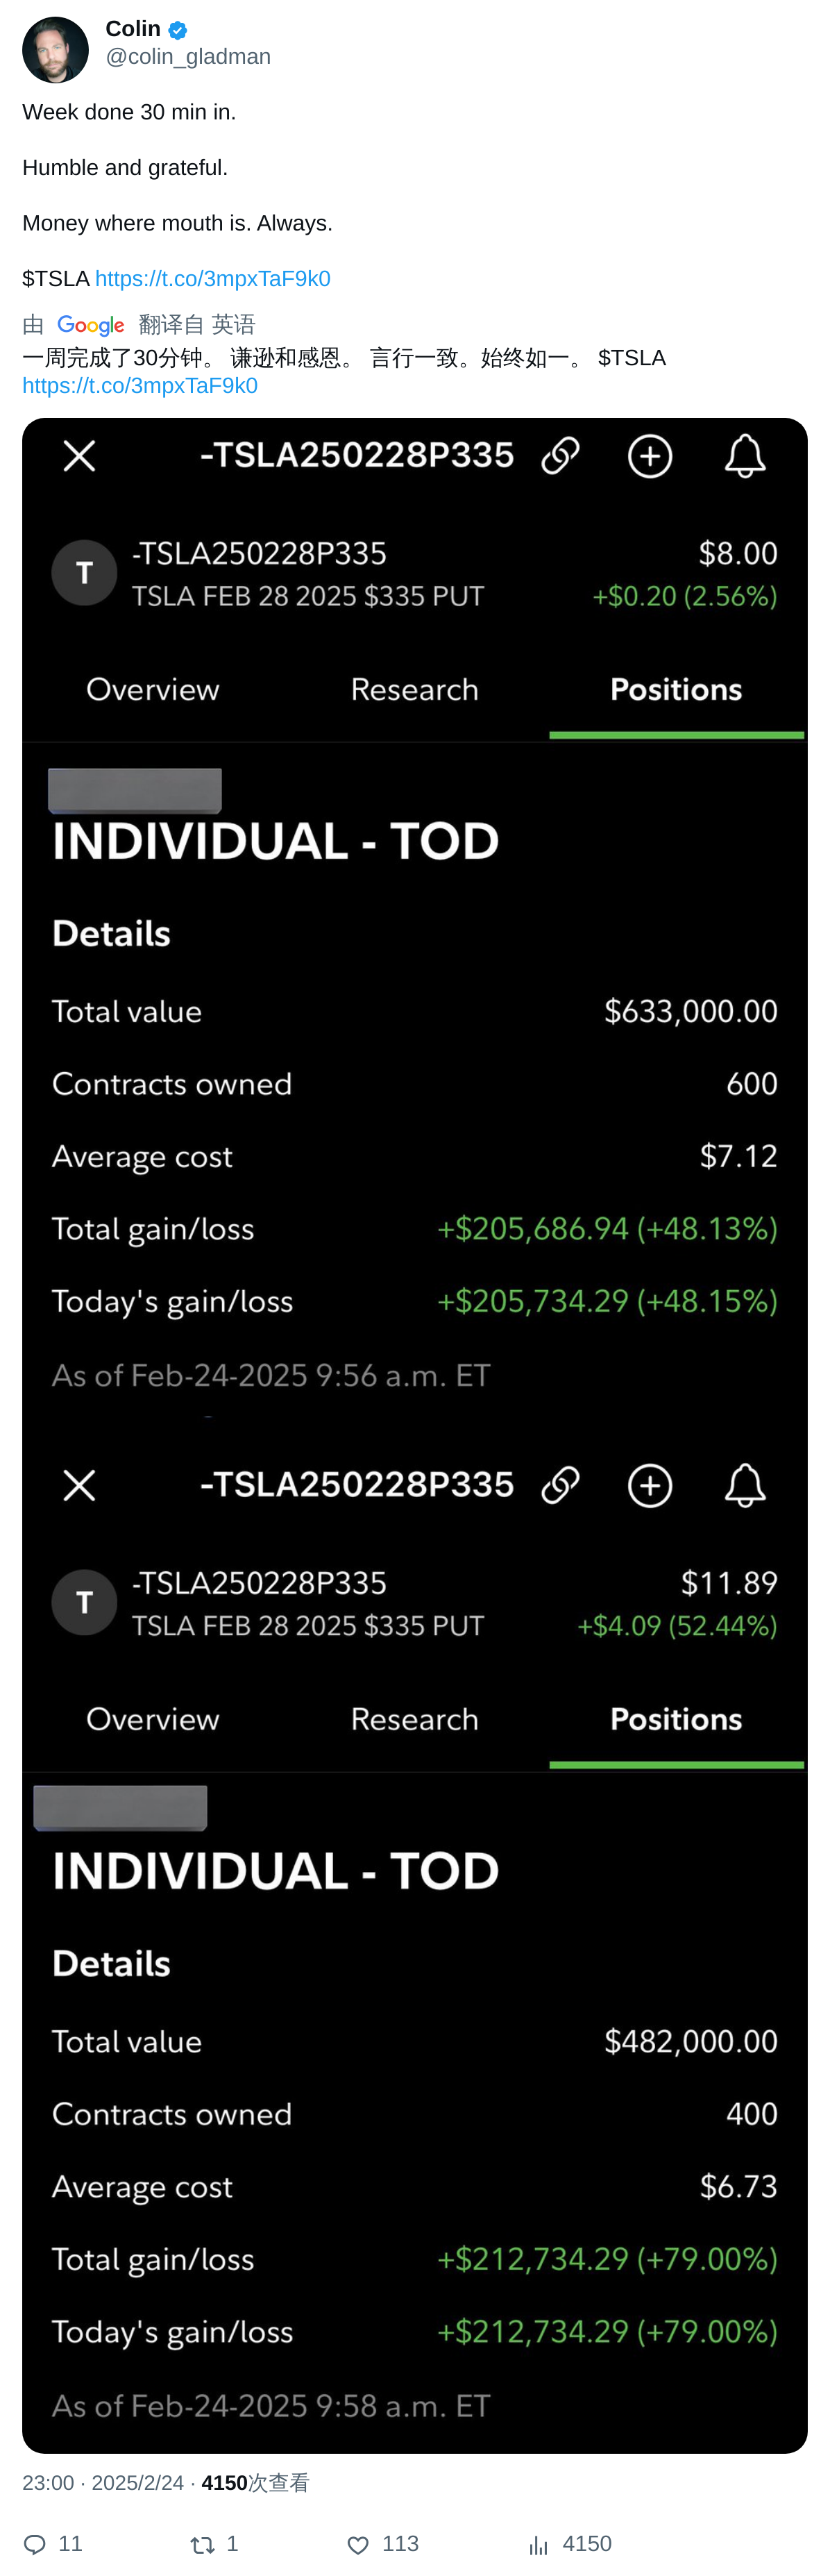 Colin
@colin_gladman
Week done 30 min in.
Humble and grateful.
Money where mouth is. Always.
$TSLA https://t.co/3mpxTaF9k0
由 Google 翻译自 英语
一周完成了30分钟。 谦逊和感恩。 言行一致。始终如一。 $TSLA
https://t.co/3mpxTaF9k0
-TSLA250228P335
T
-TSLA250228P335 $8.00
TSLA FEB 28 2025 $335 PUT +$0.20 (2.56%)
Overview Research Positions
INDIVIDUAL - TOD
Details
Total value $633,000.00
Contracts owned 600
Average cost $7.12
Total gain/loss +$205,686.94 (+48.13%)
Today's gain/loss +$205,734.29 (+48.15%)
As of Feb-24-2025 9:56 a.m. ET
-TSLA250228P335
T
-TSLA250228P335 $11.89
TSLA FEB 28 2025 $335 PUT +$4.09 (52.44%)
Overview Research Positions
INDIVIDUAL - TOD
Details
Total value $482,000.00
Contracts owned 400
Average cost $6.73
Total gain/loss +$212,734.29 (+79.00%)
Today's gain/loss +$212,734.29 (+79.00%)
As of Feb-24-2025 9:58 a.m. ET
23:00 · 2025/2/24 · 4150次查看
11 1 113 4150